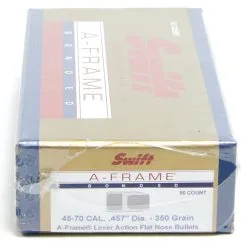 A-FRAME
BONDED
Swift
Swift
A-FRAME
BONDED
50 COUNT
45-70 CAL. .457" Dia. - 350 Grain
A-Frame® Lever Action Flat Nose Bullets